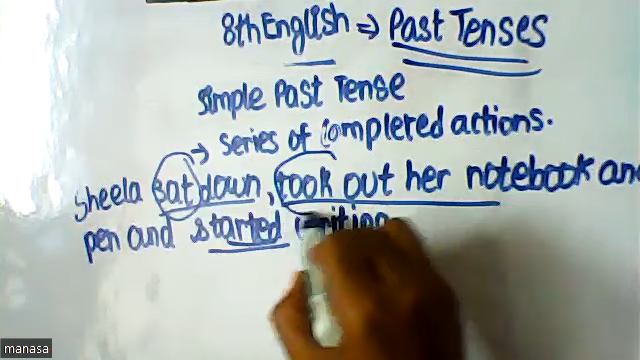 8th English ⇒ Past Tenses
Simple Past Tense
→ series of completed actions.
Sheela sat down, took out her notebook and
pen and started writing
manasa